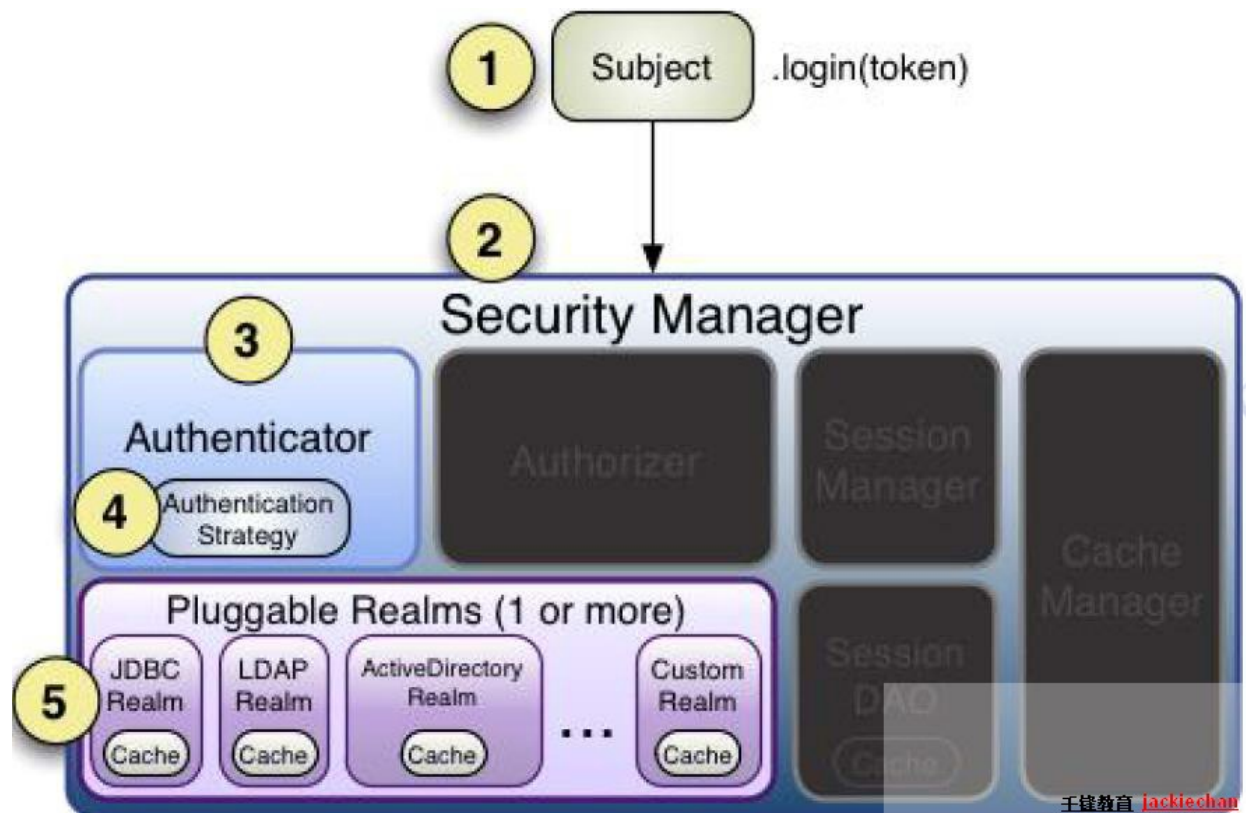 1
Subject
.login(token)
2
Security Manager
3
Authenticator
4
Authentication
Strategy
Authorizer
Session
Manager
Cache
Manager
Pluggable Realms (1 or more)
5
JDBC
Realm
Cache
LDAP
Realm
Cache
ActiveDirectory
Realm
Cache
...
Custom
Realm
Cache
Session
DAO
Cache
千锋教育 jackiechan